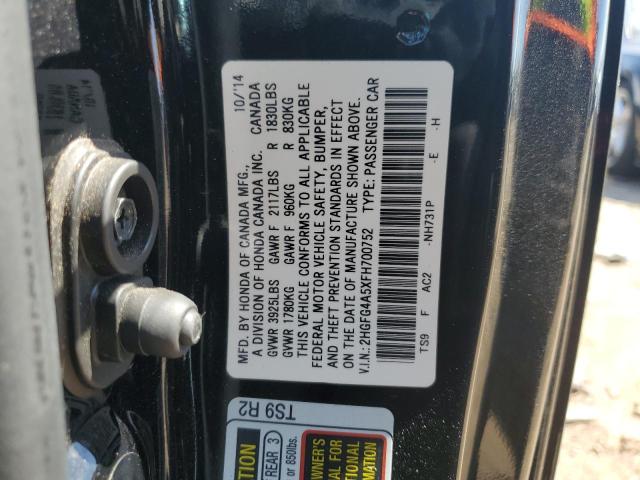 MFD. BY HONDA OF CANADA MFG., 10/'14
A DIVISION OF HONDA CANADA INC. CANADA
GVWR 3925LBS GAWR F 2117LBS R 1830LBS
GVWR 1780KG GAWR F 960KG R 830KG
THIS VEHICLE CONFORMS TO ALL APPLICABLE
FEDERAL MOTOR VEHICLE SAFETY, BUMPER,
AND THEFT PREVENTION STANDARDS IN EFFECT
ON THE DATE OF MANUFACTURE SHOWN ABOVE.
V.I.N.: 2HGFG4A5XFH700752 TYPE: PASSENGER CAR
TS9 F AC2 -NH731P -E -H
TS9 R2
REAR 3
or 850lbs.